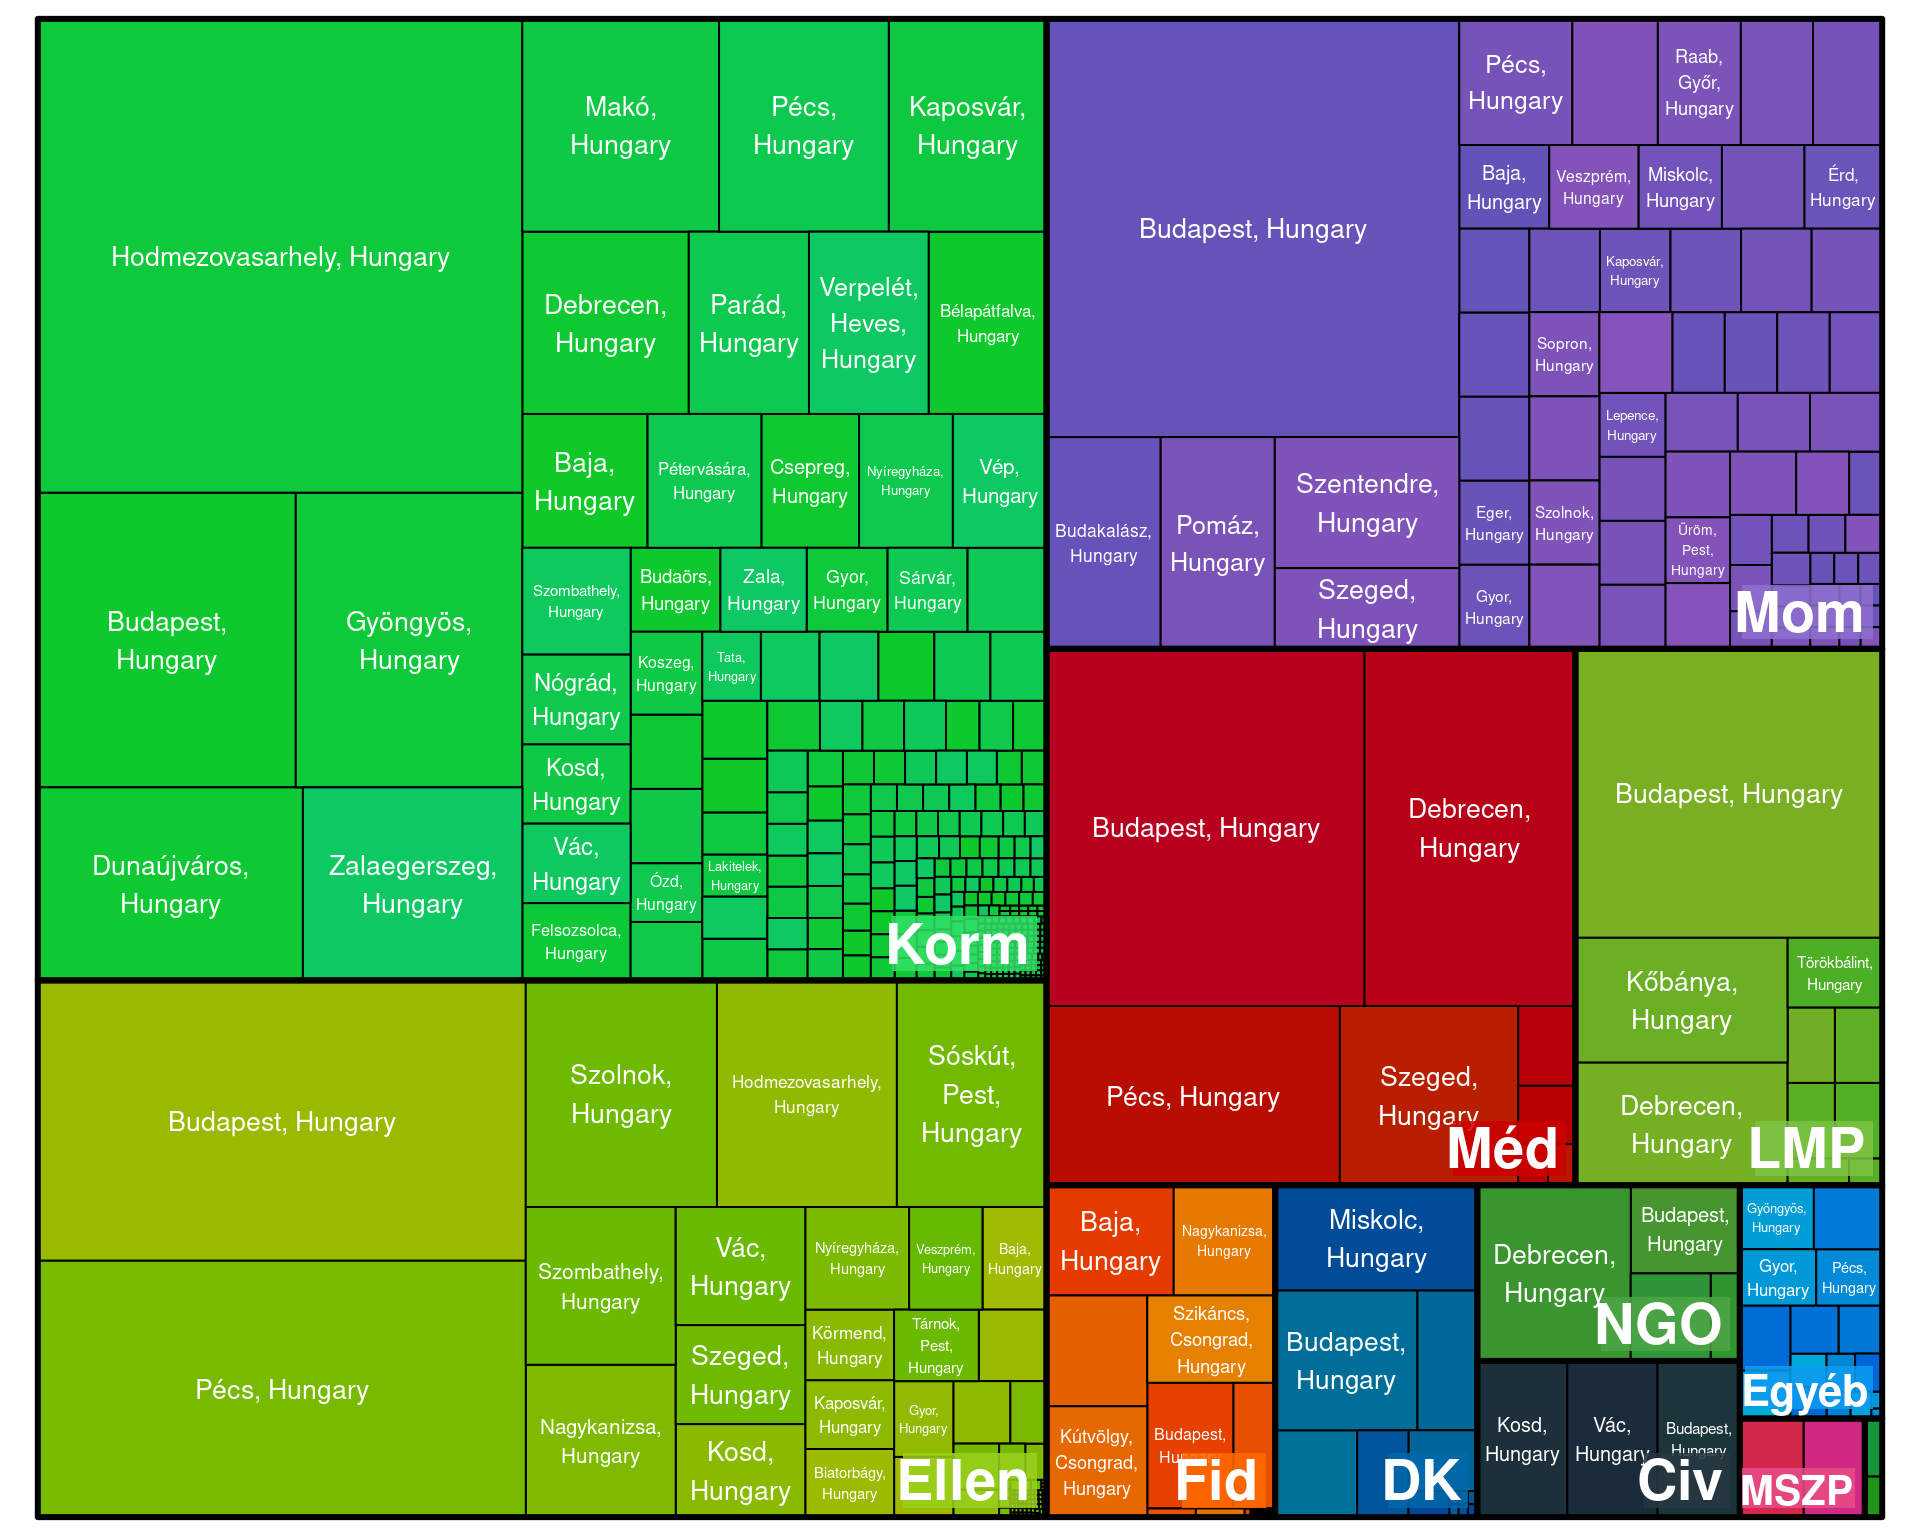 Hodmezovasarhely, Hungary
Budapest,
Hungary
Gyöngyös,
Hungary
Dunaújváros,
Hungary
Zalaegerszeg,
Hungary
Makó,
Hungary
Pécs,
Hungary
Kaposvár,
Hungary
Debrecen,
Hungary
Parád,
Hungary
Verpelét,
Heves,
Hungary
Bélapátfalva,
Hungary
Baja,
Hungary
Pétervására,
Hungary
Csepreg,
Hungary
Nyíregyháza,
Hungary
Vép,
Hungary
Szombathely,
Hungary
Budaörs,
Hungary
Zala,
Hungary
Gyor,
Hungary
Sárvár,
Hungary
Nógrád,
Hungary
Koszeg,
Hungary
Tata,
Hungary
Kosd,
Hungary
Vác,
Hungary
Ózd,
Hungary
Lakitelek,
Hungary
Felsozsolca,
Hungary
Korm
Budapest, Hungary
Budakalász,
Hungary
Pomáz,
Hungary
Szentendre,
Hungary
Szeged,
Hungary
Pécs,
Hungary
Raab,
Győr,
Hungary
Baja,
Hungary
Veszprém,
Hungary
Miskolc,
Hungary
Érd,
Hungary
Kaposvár,
Hungary
Sopron,
Hungary
Lepence,
Hungary
Eger,
Hungary
Szolnok,
Hungary
Üröm,
Pest,
Hungary
Gyor,
Hungary
Mom
Budapest, Hungary
Pécs, Hungary
Szolnok,
Hungary
Hodmezovasarhely,
Hungary
Sóskút,
Pest,
Hungary
Szombathely,
Hungary
Vác,
Hungary
Nyíregyháza,
Hungary
Veszprém,
Hungary
Baja,
Hungary
Szeged,
Hungary
Körmend,
Hungary
Tárnok,
Pest,
Hungary
Nagykanizsa,
Hungary
Kosd,
Hungary
Kaposvár,
Hungary
Gyor,
Hungary
Biatorbágy,
Hungary
Ellen
Budapest, Hungary
Debrecen,
Hungary
Pécs, Hungary
Szeged,
Hungary
Méd
Budapest, Hungary
Kőbánya,
Hungary
Törökbálint,
Hungary
Debrecen,
Hungary
LMP
Baja,
Hungary
Nagykanizsa,
Hungary
Szikáncs,
Csongrad,
Hungary
Kútvölgy,
Csongrad,
Hungary
Budapest,
Hungary
Fid
Miskolc,
Hungary
Budapest,
Hungary
DK
Debrecen,
Hungary
Budapest,
Hungary
NGO
Kosd,
Hungary
Vác,
Hungary
Budapest,
Hungary
Civ
Gyöngyös,
Hungary
Gyor,
Hungary
Pécs,
Hungary
Egyéb
MSZP